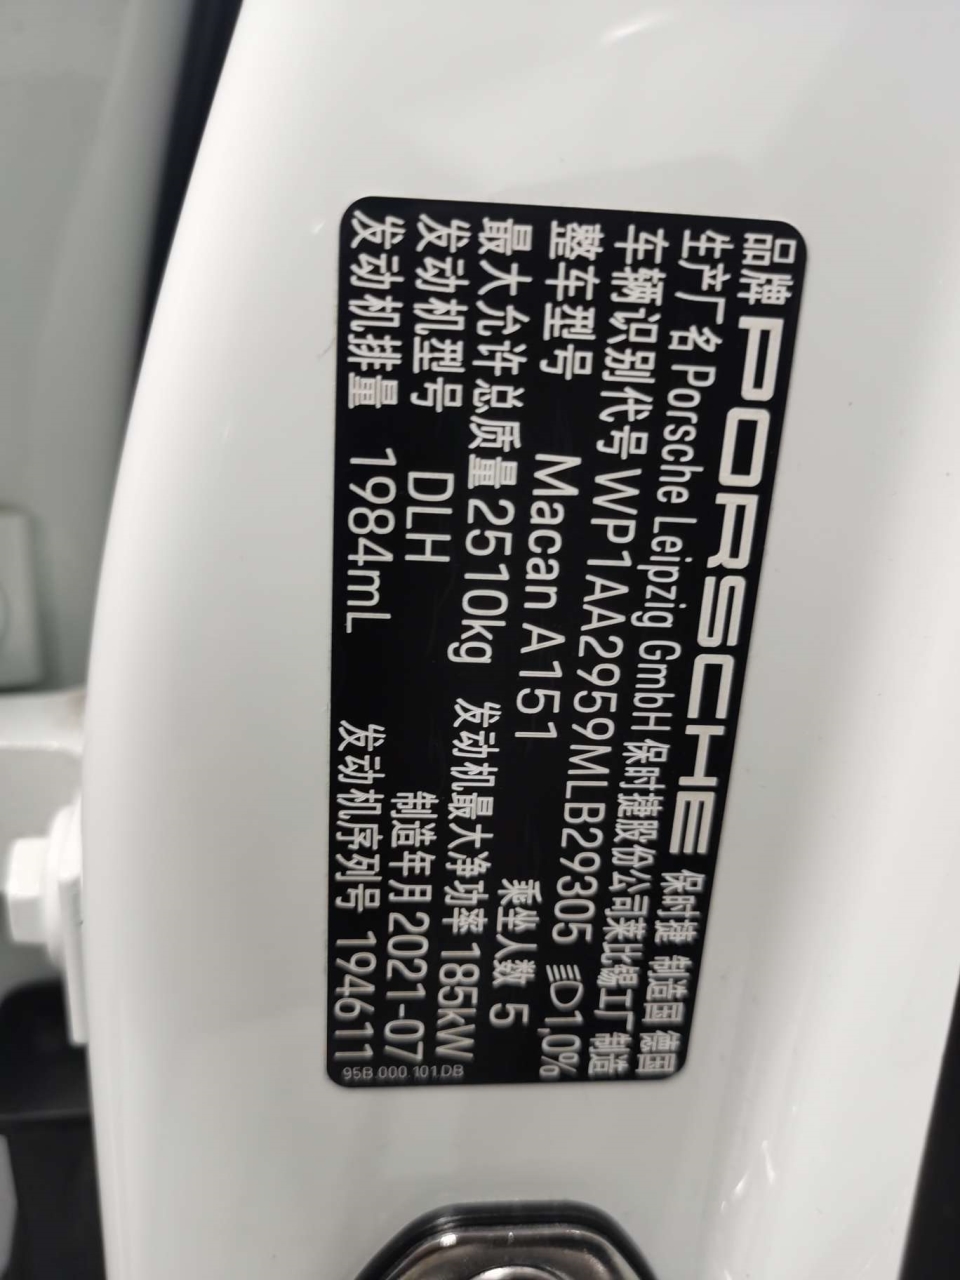 品牌 PORSCHE 保时捷 制造国 德国
生产厂名 Porsche Leipzig GmbH 保时捷股份公司莱比锡工厂 制造
车辆识别代号 WP1AA2959MLB29305 1,0%
整车型号 Macan A151 乘坐人数 5
最大允许总质量 2510kg 发动机最大净功率 185kW
发动机型号 DLH 制造年月 2021-07
发动机排量 1984mL 发动机序列号 194611
95B.000.101.DB